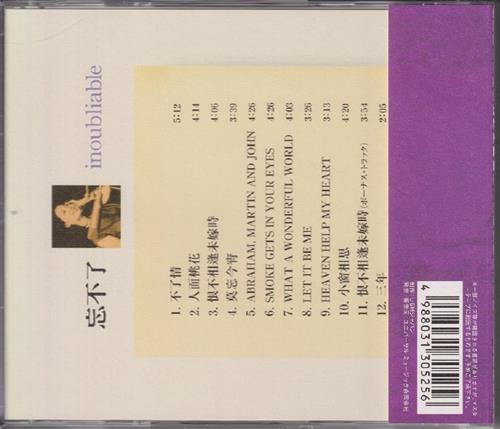 忘不了
inoubliable
1. 不了情 5:12
2. 人面桃花 4:14
3. 恨不相逢未嫁時 4:06
4. 莫忘今宵 3:39
5. ABRAHAM, MARTIN AND JOHN 4:26
6. SMOKE GETS IN YOUR EYES 4:26
7. WHAT A WONDERFUL WORLD 4:03
8. LET IT BE ME 3:26
9. HEAVEN HELP MY HEART 3:13
10. 小窗相思 4:20
11. 恨不相逢未嫁時(ボーナス・トラック) 3:54
12. 三年 2:05
4 988031 305256